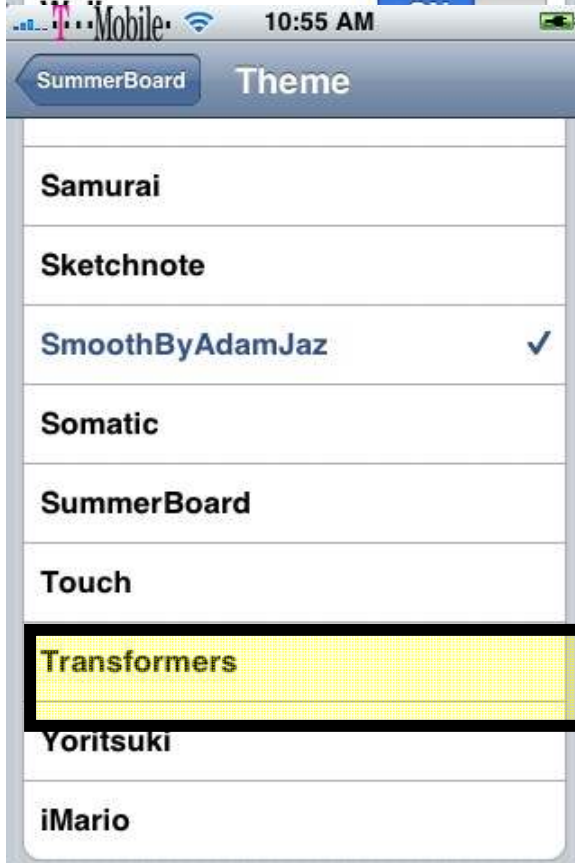 T··Mobile· 10:55 AM
SummerBoard Theme
Samurai
Sketchnote
SmoothByAdamJaz
Somatic
SummerBoard
Touch
Transformers
Yoritsuki
iMario